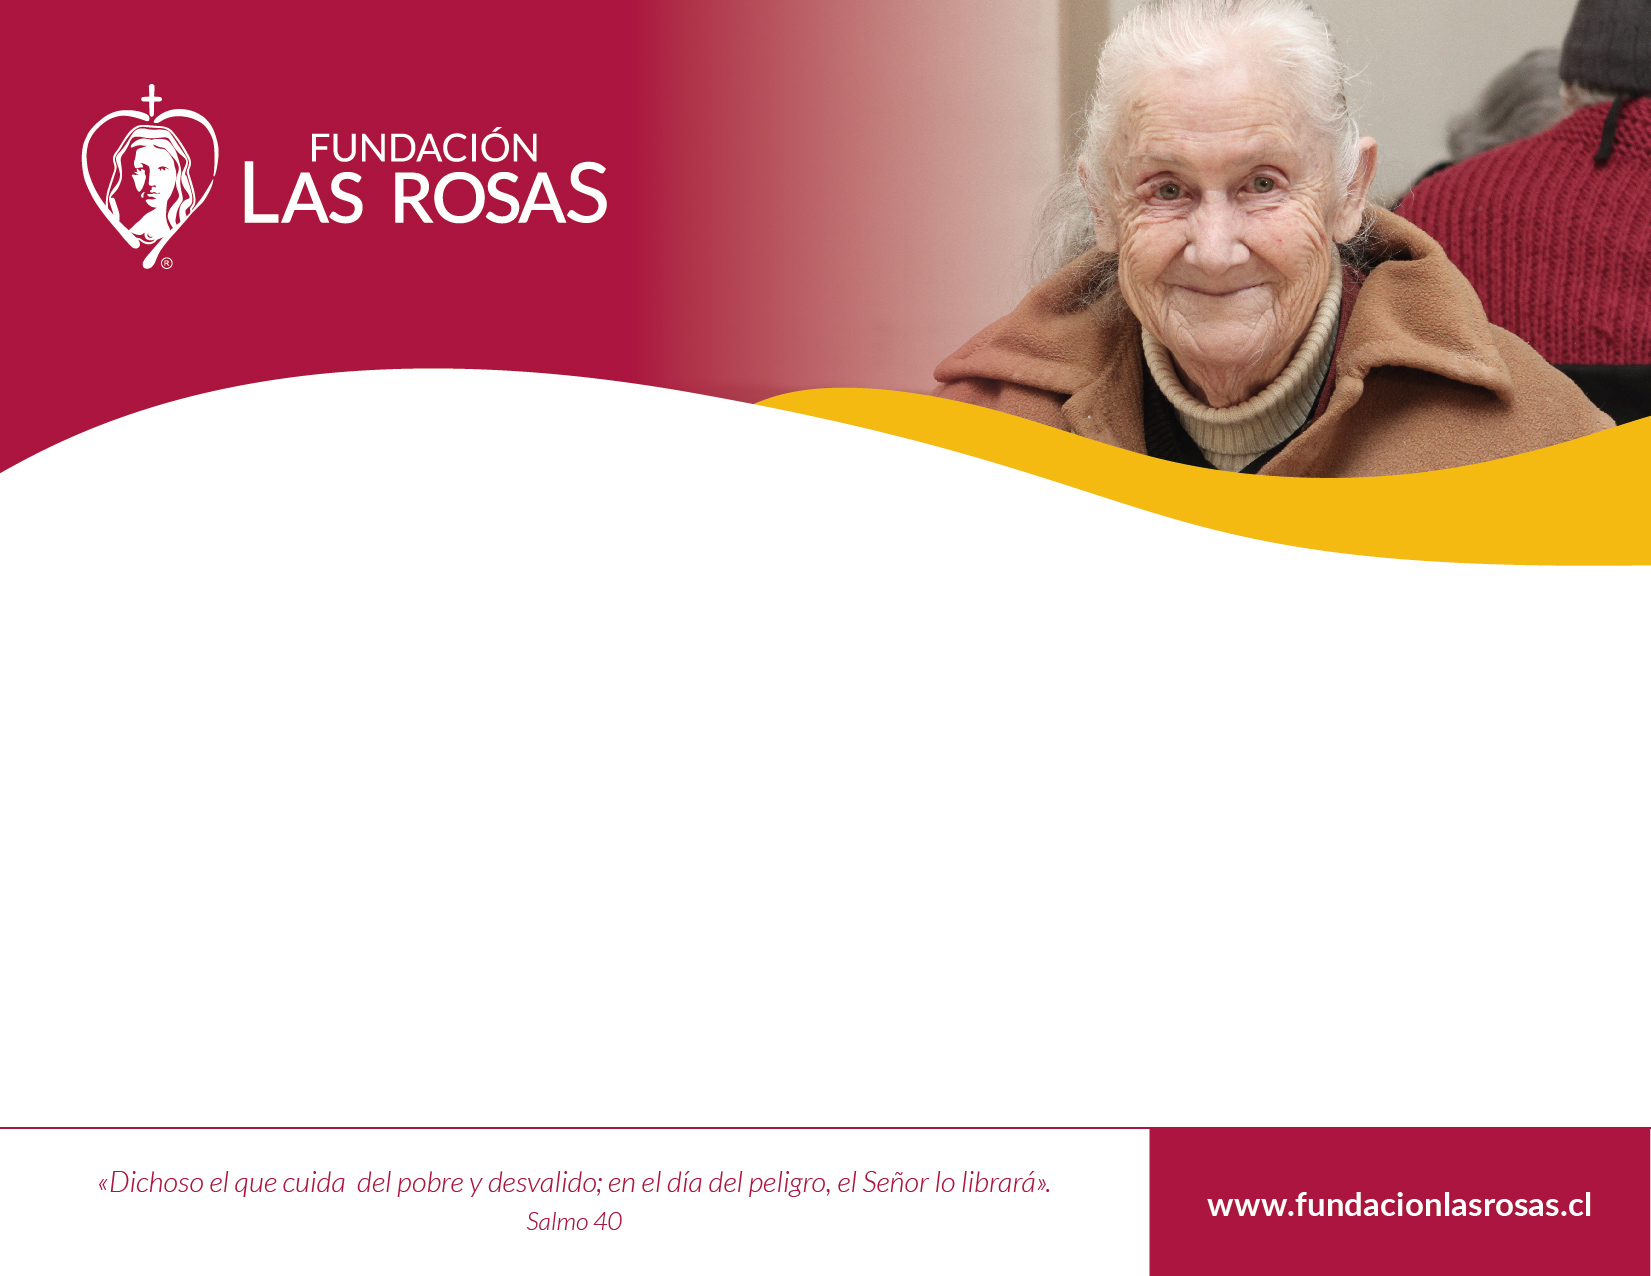 FUNDACIÓN
LAS ROSAS
®
«Dichoso el que cuida del pobre y desvalido; en el día del peligro, el Señor lo librará».
Salmo 40
www.fundacionlasrosas.cl